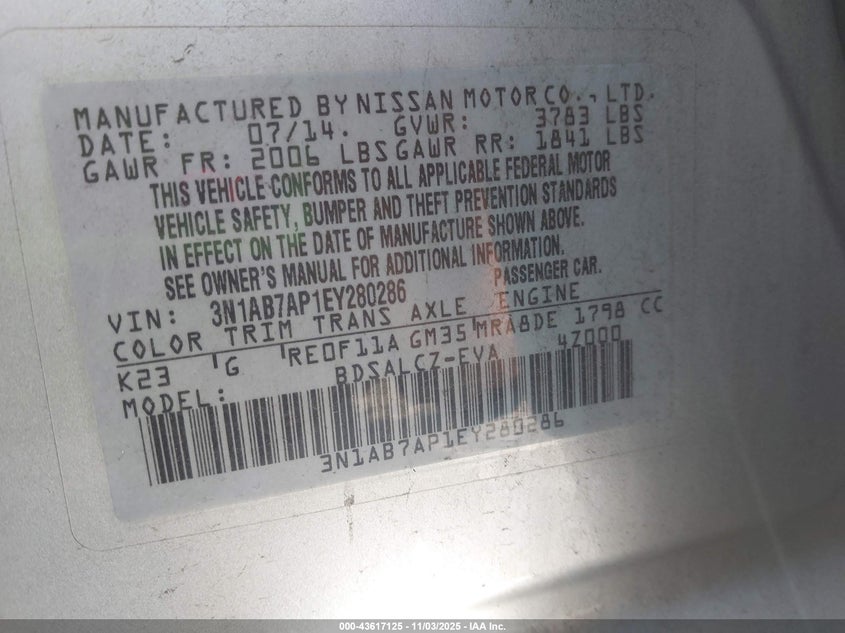 MANUFACTURED BY NISSAN MOTOR CO., LTD.
DATE: 07/14. GVWR: 3783 LBS
GAWR FR: 2006 LBS GAWR RR: 1841 LBS
THIS VEHICLE CONFORMS TO ALL APPLICABLE FEDERAL MOTOR
VEHICLE SAFETY, BUMPER AND THEFT PREVENTION STANDARDS
IN EFFECT ON THE DATE OF MANUFACTURE SHOWN ABOVE.
SEE OWNER'S MANUAL FOR ADDITIONAL INFORMATION.
VIN: 3N1AB7AP1EY280286 PASSENGER CAR.
COLOR TRIM TRANS AXLE ENGINE
K23 G RE0F11A GM35 MRA8DE 1798 CC
MODEL: BDSALCZ-EVA 4Z000
3N1AB7AP1EY280286
000-43617125 - 11/03/2025 - IAA Inc.